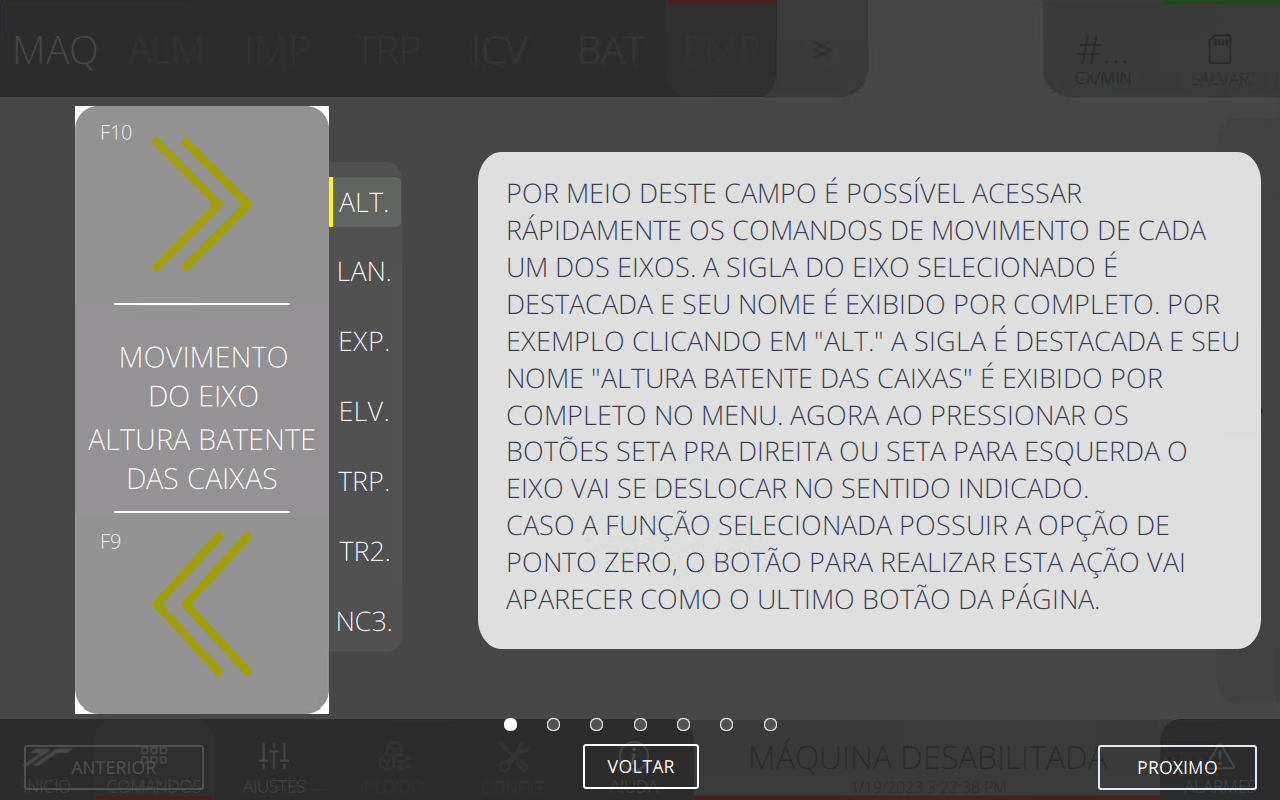 MAQ ALM IMP TRP ICV BAT EMP
#...
CX/MIN
SALVAR
F10
MOVIMENTO
DO EIXO
ALTURA BATENTE
DAS CAIXAS
F9
ALT.
LAN.
EXP.
ELV.
TRP.
TR2.
NC3.
POR MEIO DESTE CAMPO É POSSÍVEL ACESSAR
RÁPIDAMENTE OS COMANDOS DE MOVIMENTO DE CADA
UM DOS EIXOS. A SIGLA DO EIXO SELECIONADO É
DESTACADA E SEU NOME É EXIBIDO POR COMPLETO. POR
EXEMPLO CLICANDO EM "ALT." A SIGLA É DESTACADA E SEU
NOME "ALTURA BATENTE DAS CAIXAS" É EXIBIDO POR
COMPLETO NO MENU. AGORA AO PRESSIONAR OS
BOTÕES SETA PRA DIREITA OU SETA PARA ESQUERDA O
EIXO VAI SE DESLOCAR NO SENTIDO INDICADO.
CASO A FUNÇÃO SELECIONADA POSSUIR A OPÇÃO DE
PONTO ZERO, O BOTÃO PARA REALIZAR ESTA AÇÃO VAI
APARECER COMO O ULTIMO BOTÃO DA PÁGINA.
ANTERIOR
VOLTAR
PROXIMO
INICIO
COMANDOS
AJUSTES
PEDIDO
CONFIG
AJUDA
MÁQUINA DESABILITADA
1/19/2023 3:22:38 PM
ALARMES